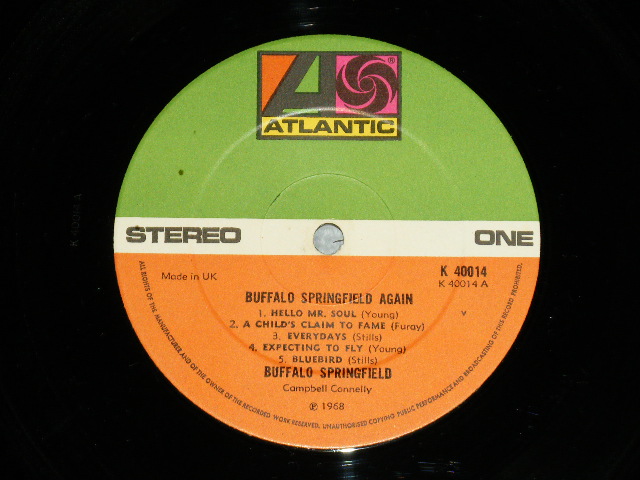 ATLANTIC
®
STEREO
ONE
Made in UK
K 40014
K 40014 A
BUFFALO SPRINGFIELD AGAIN
1. HELLO MR. SOUL (Young)
2. A CHILD'S CLAIM TO FAME (Furay)
3. EVERYDAYS (Stills)
4. EXPECTING TO FLY (Young)
5. BLUEBIRD (Stills)
BUFFALO SPRINGFIELD
Campbell Connelly
℗ 1968
ALL RIGHTS OF THE MANUFACTURER AND OF THE OWNER OF THE RECORDED WORK RESERVED. UNAUTHORISED COPYING PUBLIC PERFORMANCE AND BROADCASTING OF THIS RECORD PROHIBITED.